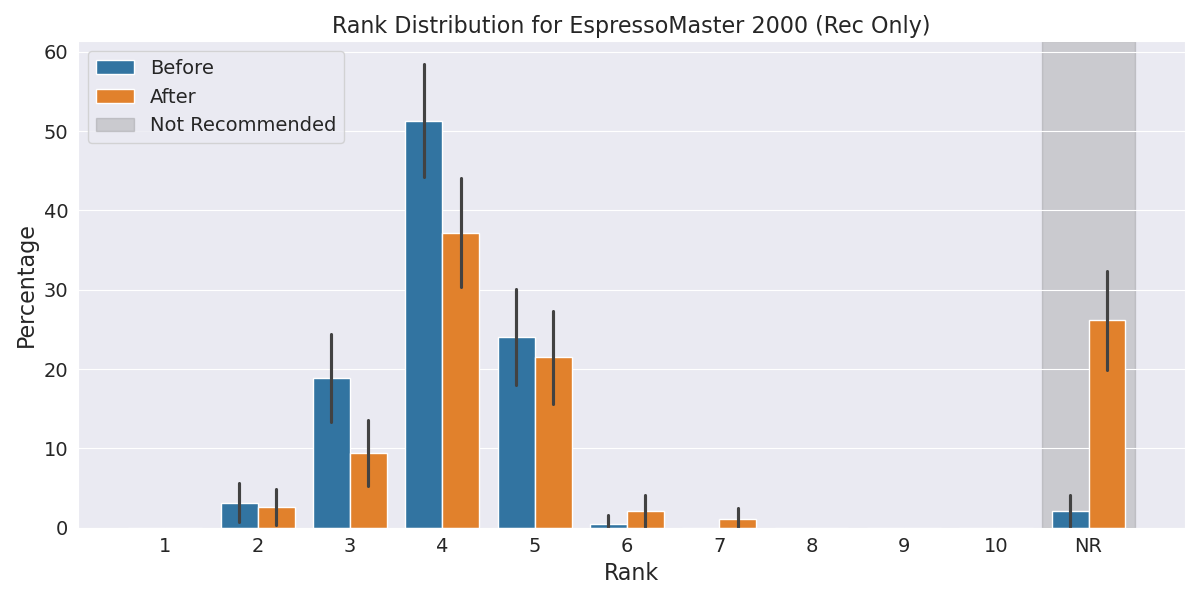 Rank Distribution for EspressoMaster 2000 (Rec Only)
Before
After
Not Recommended
60
50
40
30
20
10
0
Percentage
1 2 3 4 5 6 7 8 9 10 NR
Rank